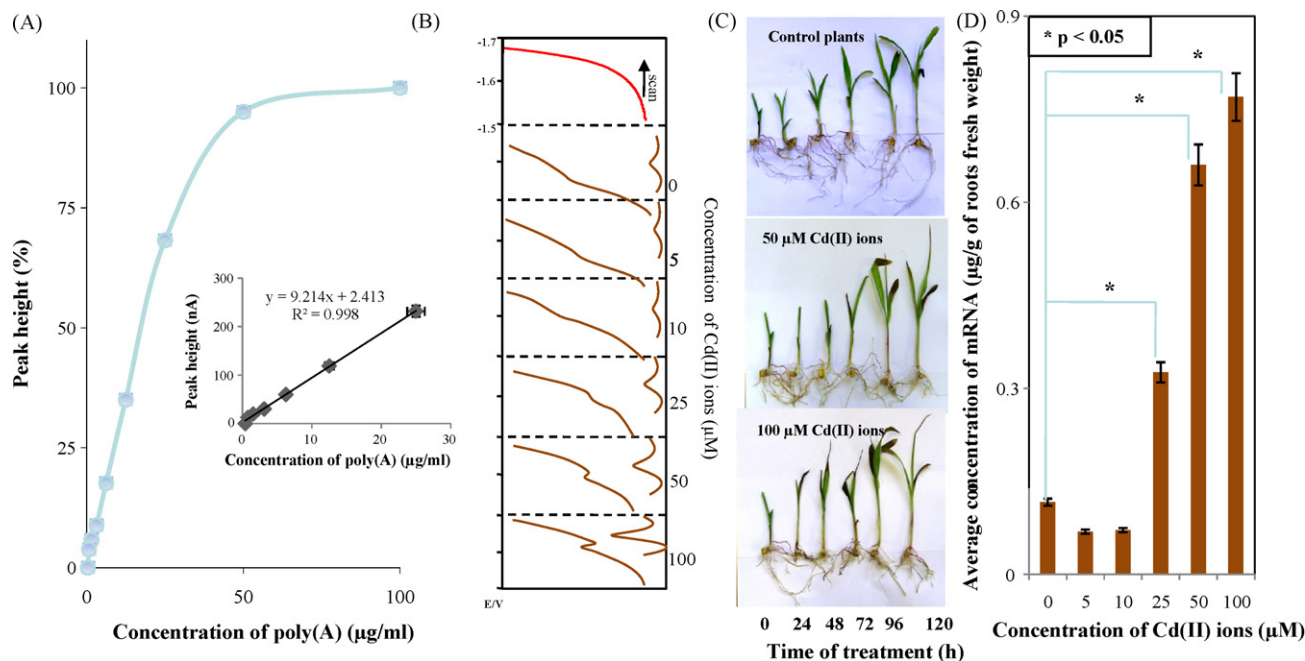 (A)
100
75
50
25
0
Peak height (%)
0
50
100
Concentration of poly(A) (µg/ml)
300
200
100
0
Peak height (nA)
y = 9.214x + 2.413
R² = 0.998
0
10
20
30
Concentration of poly(A) (µg/ml)
(B)
-1.7
-1.6
-1.5
scan
0
5
10
25
50
100
Concentration of Cd(II) ions (µM)
E/V
(C)
Control plants
50 µM Cd(II) ions
100 µM Cd(II) ions
0 24 48 72 96 120
Time of treatment (h)
(D)
0.9
0.6
0.3
0
Average concentration of mRNA (µg/g of roots fresh weight)
* p < 0.05
*
*
*
0 5 10 25 50 100
Concentration of Cd(II) ions (µM)